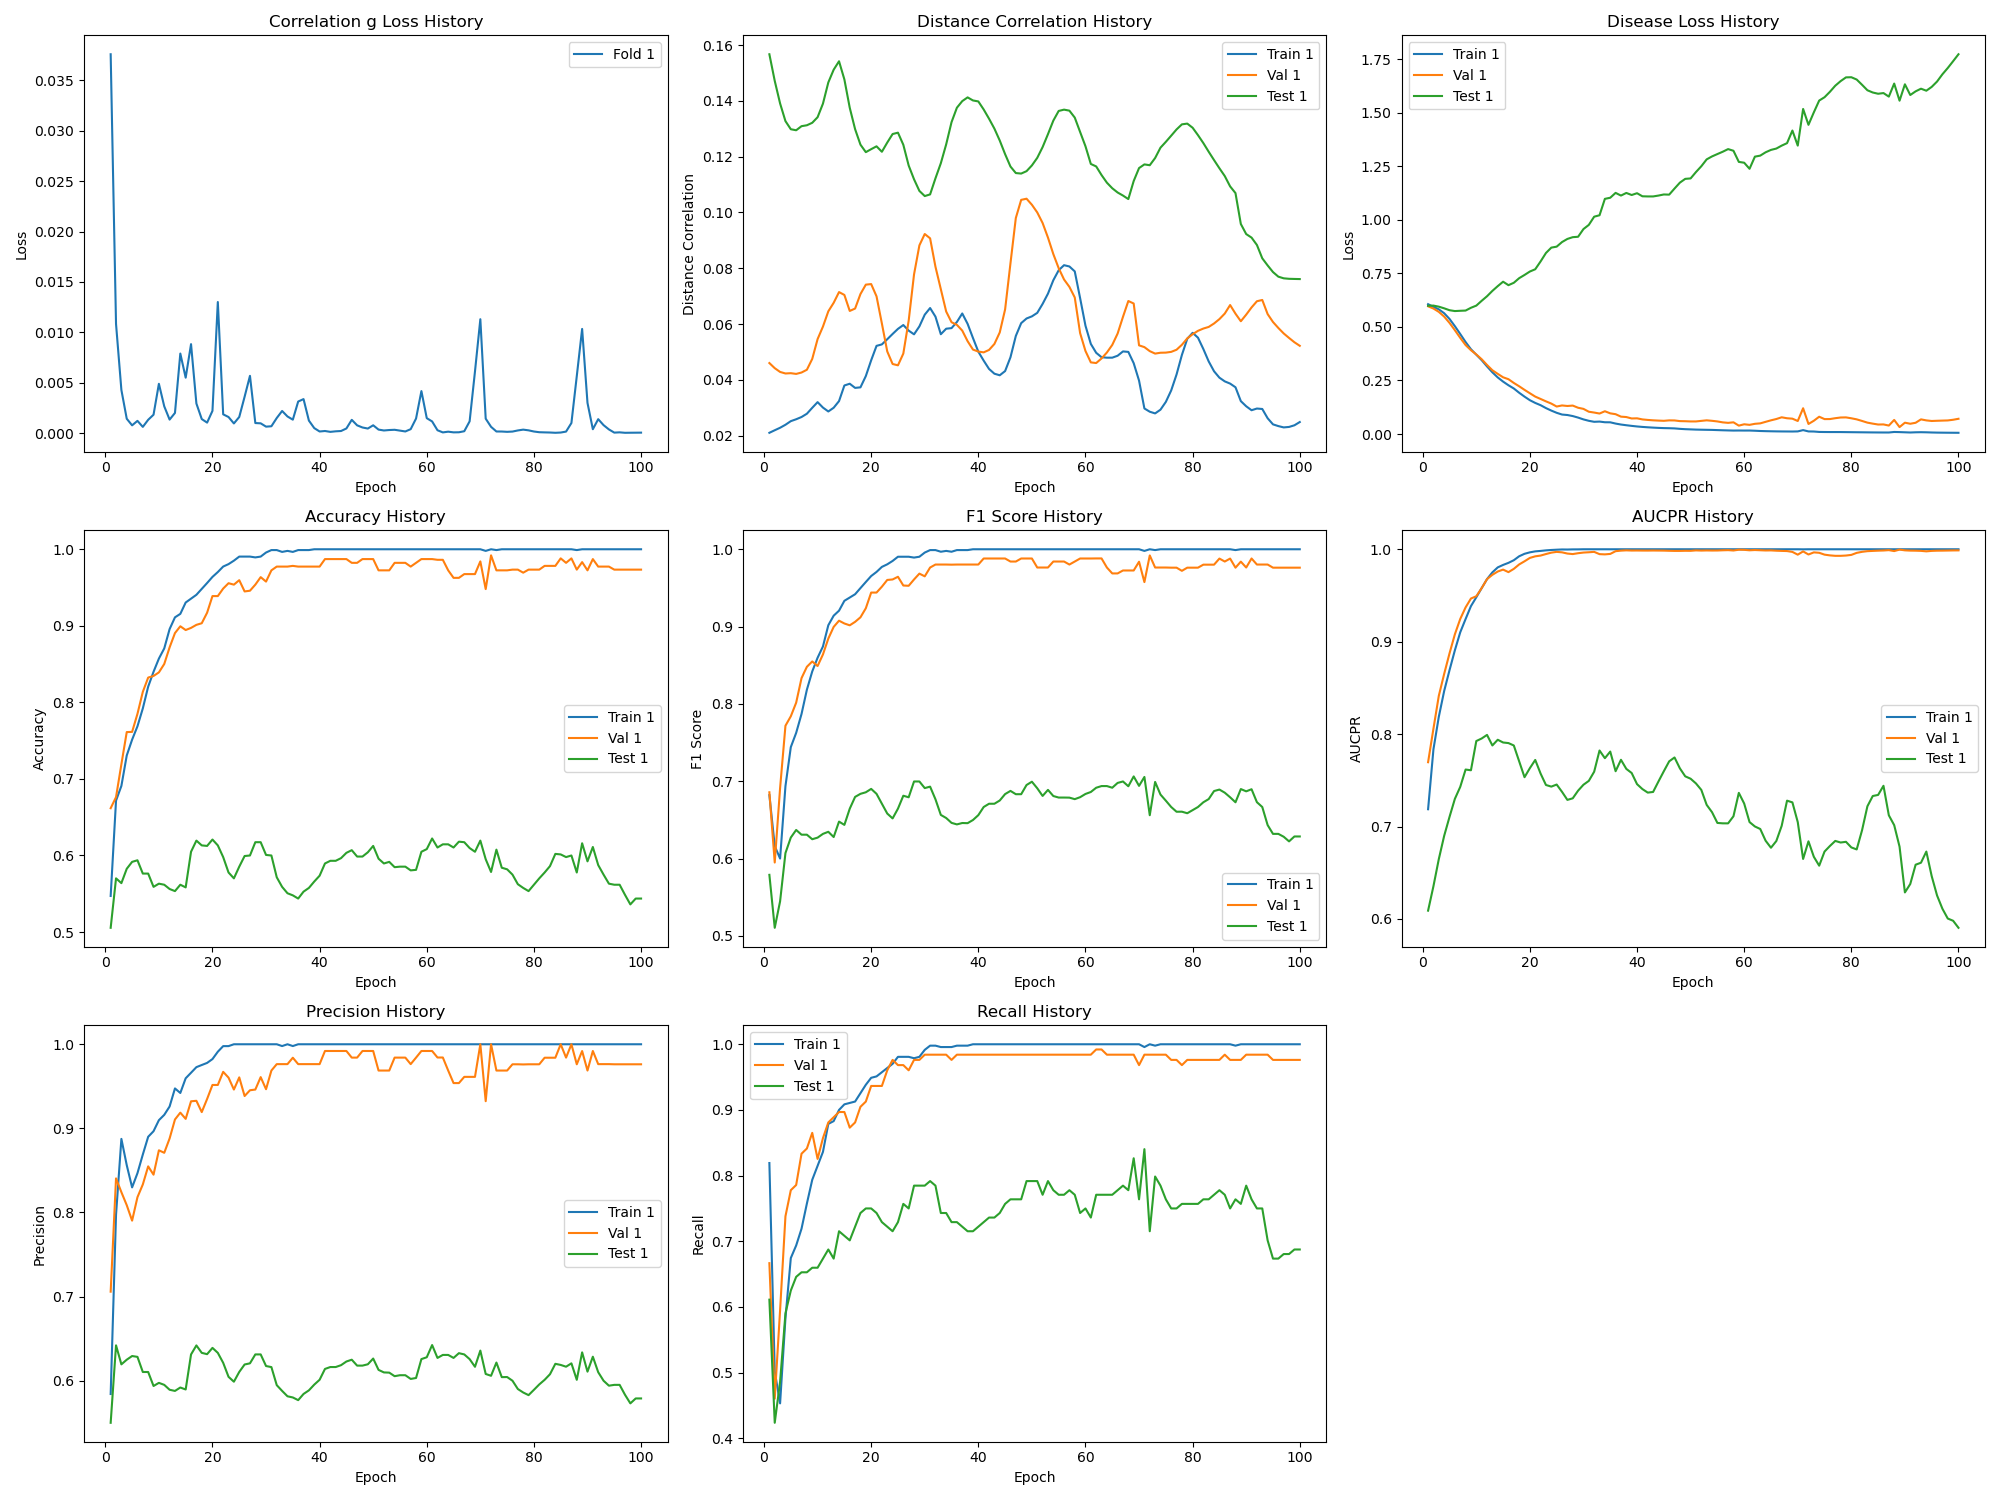 Correlation g Loss History
Loss
0.035
0.030
0.025
0.020
0.015
0.010
0.005
0.000
0 20 40 60 80 100
Epoch
Fold 1
Distance Correlation History
Distance Correlation
0.16
0.14
0.12
0.10
0.08
0.06
0.04
0.02
0 20 40 60 80 100
Epoch
Train 1
Val 1
Test 1
Disease Loss History
Loss
1.75
1.50
1.25
1.00
0.75
0.50
0.25
0.00
0 20 40 60 80 100
Epoch
Train 1
Val 1
Test 1
Accuracy History
Accuracy
1.0
0.9
0.8
0.7
0.6
0.5
0 20 40 60 80 100
Epoch
Train 1
Val 1
Test 1
F1 Score History
F1 Score
1.0
0.9
0.8
0.7
0.6
0.5
0 20 40 60 80 100
Epoch
Train 1
Val 1
Test 1
AUCPR History
AUCPR
1.0
0.9
0.8
0.7
0.6
0 20 40 60 80 100
Epoch
Train 1
Val 1
Test 1
Precision History
Precision
1.0
0.9
0.8
0.7
0.6
0 20 40 60 80 100
Epoch
Train 1
Val 1
Test 1
Recall History
Recall
1.0
0.9
0.8
0.7
0.6
0.5
0.4
0 20 40 60 80 100
Epoch
Train 1
Val 1
Test 1